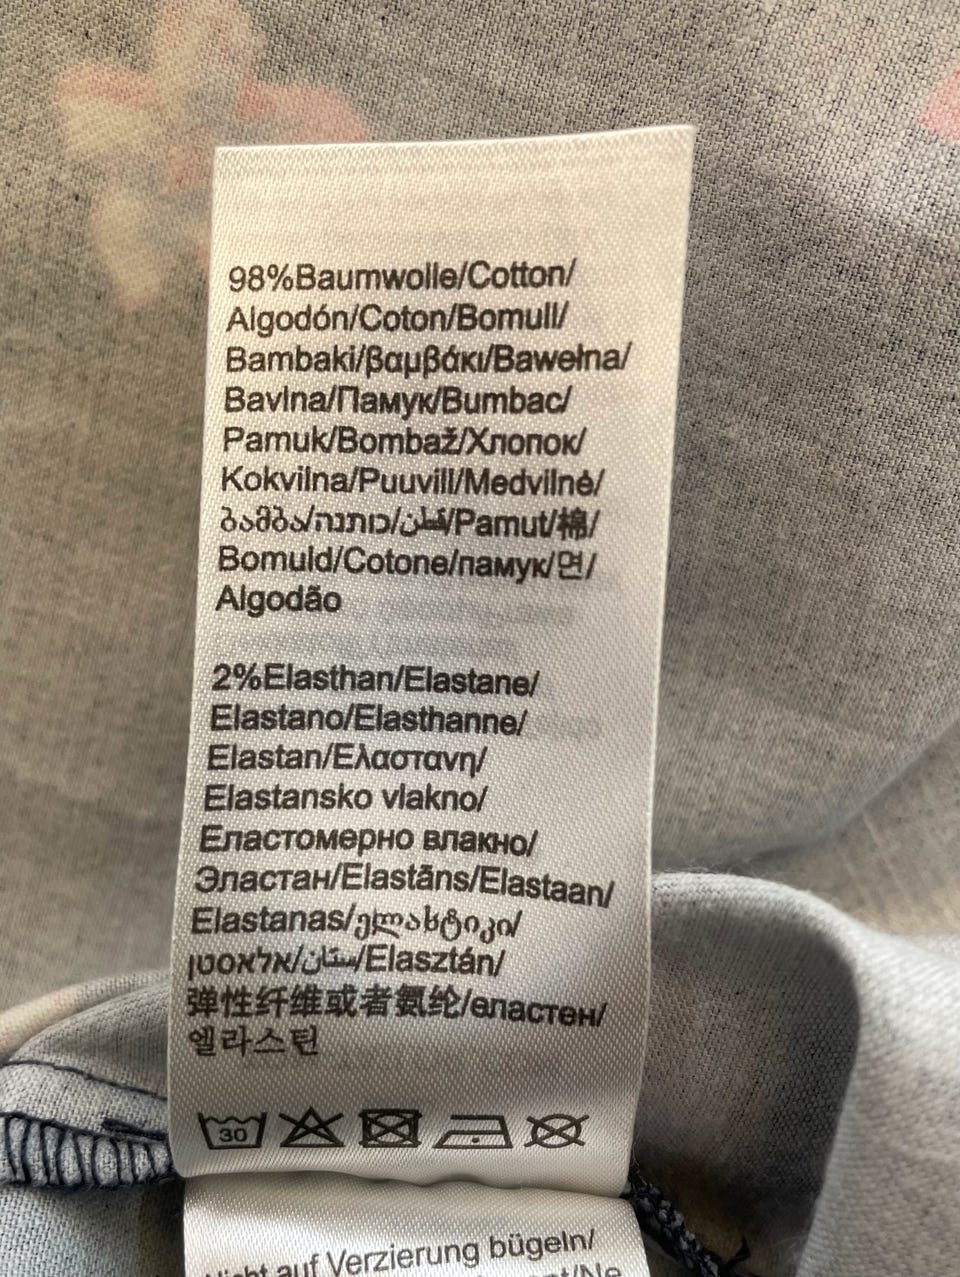 98%Baumwolle/Cotton/
Algodón/Coton/Bomull/
Bambaki/βαμβάκι/Bawełna/
Bavlna/Памук/Bumbac/
Pamuk/Bombaž/Хлопок/
Kokvilna/Puuvill/Medvilnė/
ბამბა/כותנה/قطن/Pamut/棉/
Bomuld/Cotone/памук/면/
Algodão
2%Elasthan/Elastane/
Elastano/Elasthanne/
Elastan/Ελαστανη/
Elastansko vlakno/
Еластомерно влакно/
Эластан/Elastāns/Elastaan/
Elastanas/ელასტიკი/
אלאסטן/ستان/Elasztán/
弹性纤维或者氨纶/еластен/
엘라스틴
30
auf Verzierung bügeln/